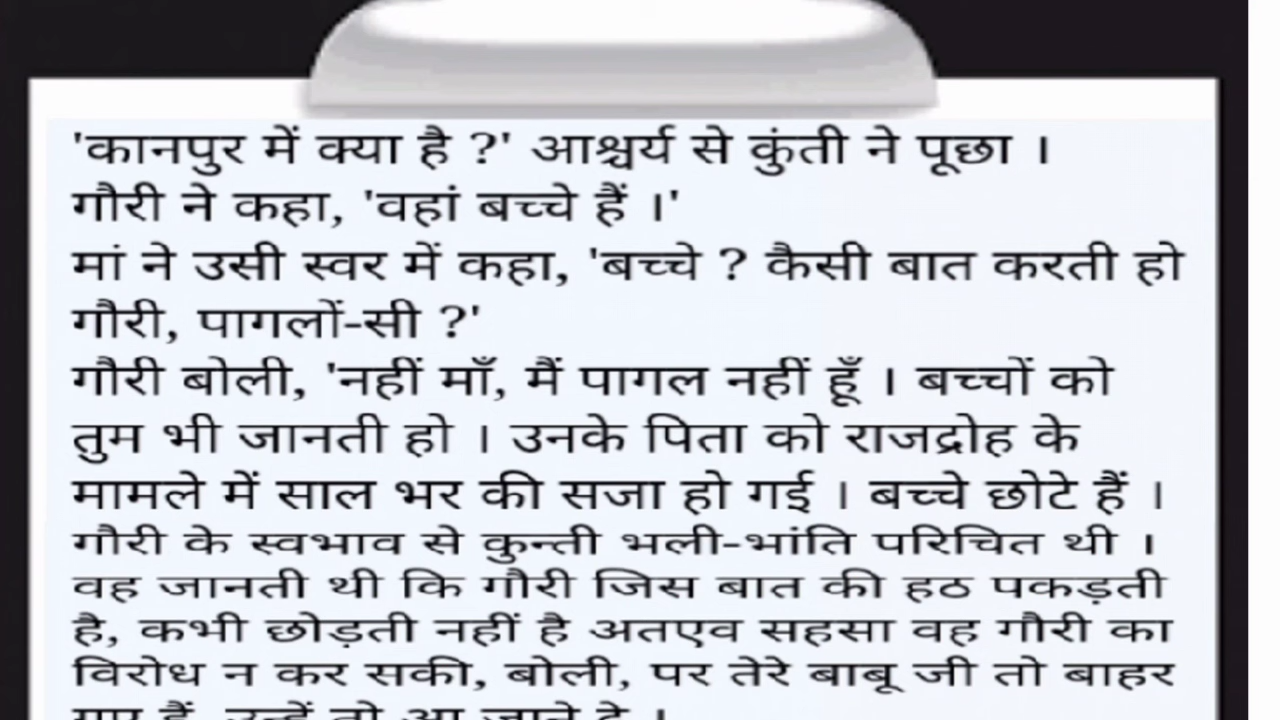 'कानपुर में क्या है ?' आश्चर्य से कुंती ने पूछा ।
गौरी ने कहा, 'वहां बच्चे हैं ।'
मां ने उसी स्वर में कहा, 'बच्चे ? कैसी बात करती हो
गौरी, पागलों-सी ?'
गौरी बोली, 'नहीं माँ, मैं पागल नहीं हूँ । बच्चों को
तुम भी जानती हो । उनके पिता को राजद्रोह के
मामले में साल भर की सजा हो गई । बच्चे छोटे हैं ।
गौरी के स्वभाव से कुन्ती भली-भांति परिचित थी ।
वह जानती थी कि गौरी जिस बात की हठ पकड़ती
है, कभी छोड़ती नहीं है अतएव सहसा वह गौरी का
विरोध न कर सकी, बोली, पर तेरे बाबू जी तो बाहर
गए हैं, उन्हें तो आ जाने दे ।